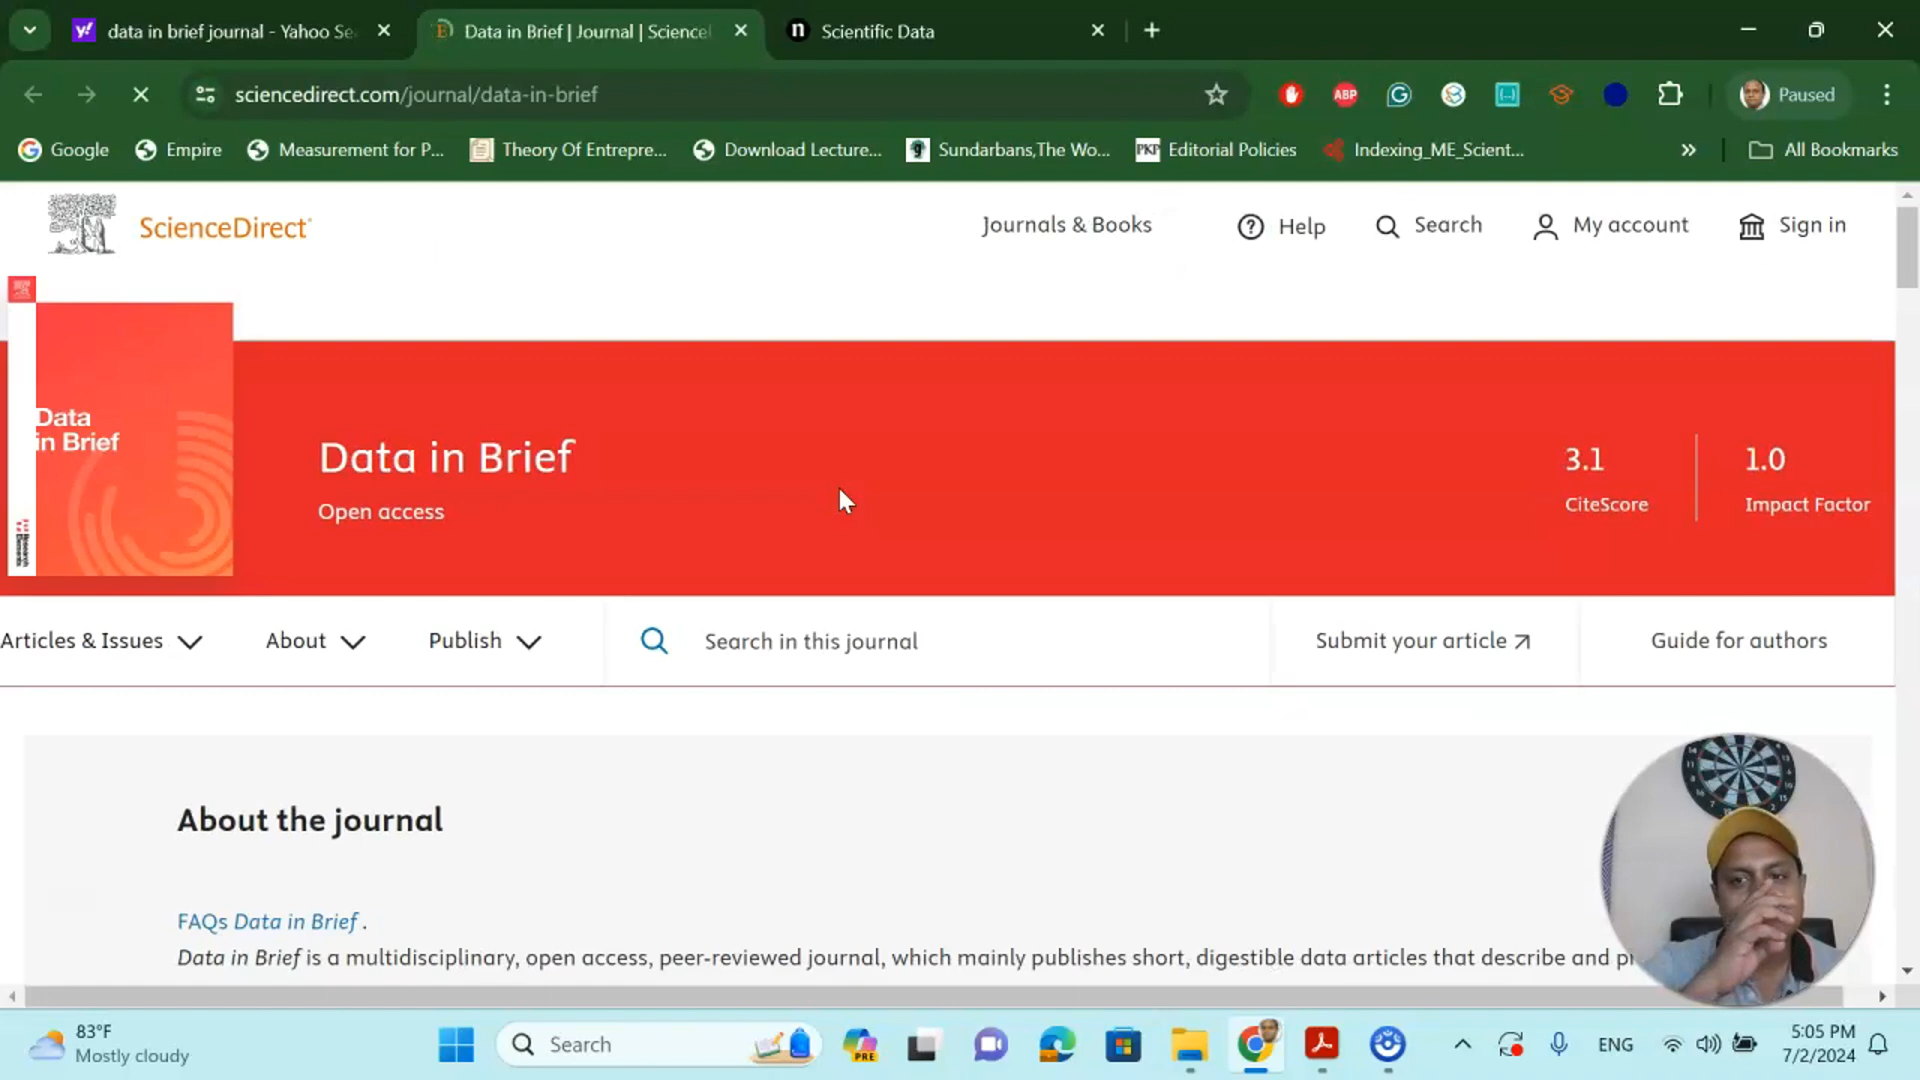 data in brief journal - Yahoo Se
Data in Brief | Journal | Science
Scientific Data
sciencedirect.com/journal/data-in-brief
ABP
Paused
Google
Empire
Measurement for P...
Theory Of Entrepre...
Download Lecture...
Sundarbans,The Wo...
PKP
Editorial Policies
Indexing_ME_Scient...
All Bookmarks
ScienceDirect
Journals & Books
Help
Search
My account
Sign in
Data
in Brief
Data in Brief
Open access
3.1
CiteScore
1.0
Impact Factor
Articles & Issues
About
Publish
Search in this journal
Submit your article
Guide for authors
About the journal
FAQs Data in Brief .
Data in Brief is a multidisciplinary, open access, peer-reviewed journal, which mainly publishes short, digestible data articles that describe and p
83°F
Mostly cloudy
Search
PRE
ENG
5:05 PM
7/2/2024